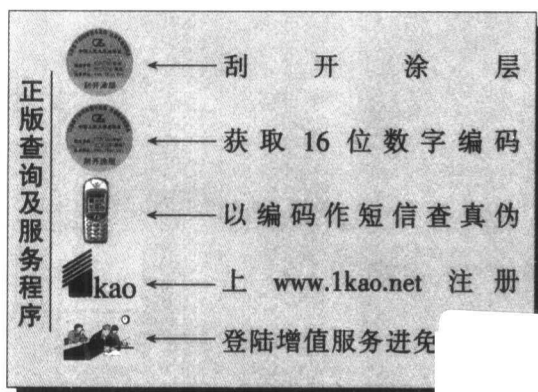 正版查询及服务程序
刮开涂层
获取16位数字编码
以编码作短信查真伪
1kao
上 www.1kao.net 注册
登陆增值服务进免